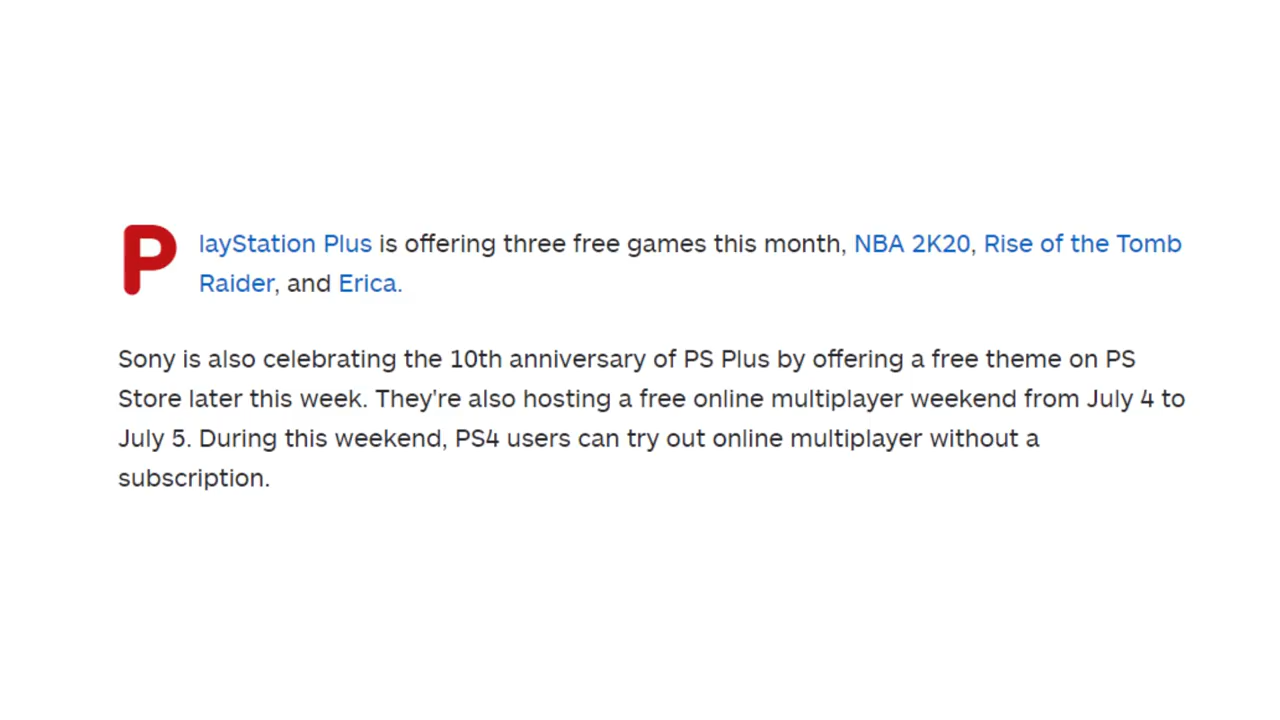 PlayStation Plus is offering three free games this month, NBA 2K20, Rise of the Tomb
Raider, and Erica.
Sony is also celebrating the 10th anniversary of PS Plus by offering a free theme on PS
Store later this week. They're also hosting a free online multiplayer weekend from July 4 to
July 5. During this weekend, PS4 users can try out online multiplayer without a
subscription.